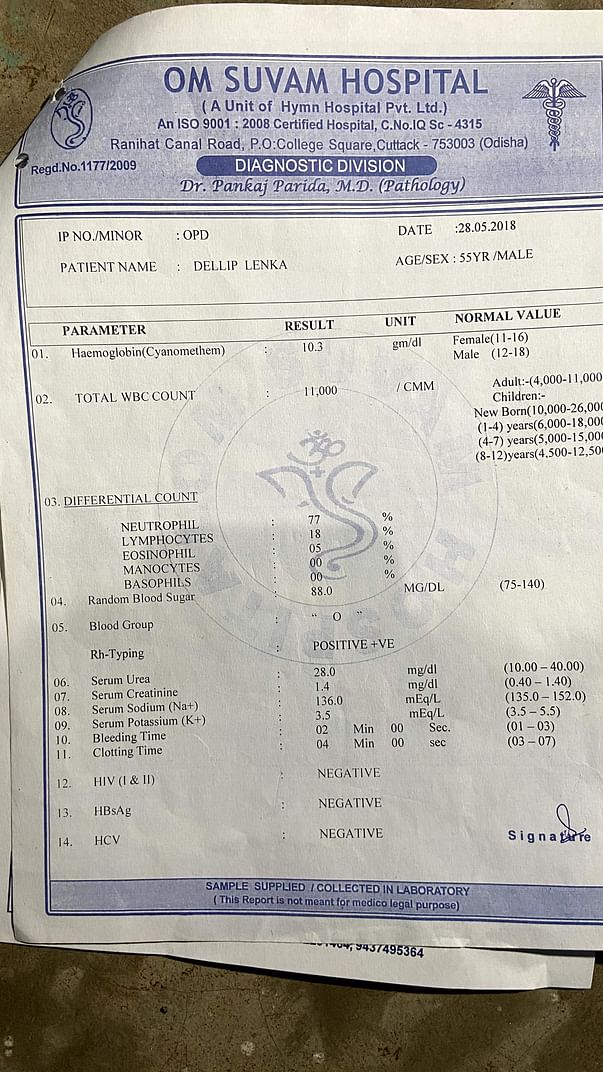 OM SUVAM HOSPITAL
( A Unit of Hymn Hospital Pvt. Ltd.)
An ISO 9001 : 2008 Certified Hospital, C.No.IQ Sc - 4315
Ranihat Canal Road, P.O:College Square,Cuttack - 753003 (Odisha)
Regd.No.1177/2009
DIAGNOSTIC DIVISION
Dr. Pankaj Parida, M.D. (Pathology)
IP NO./MINOR : OPD DATE :28.05.2018
PATIENT NAME : DELLIP LENKA AGE/SEX : 55YR /MALE
PARAMETER RESULT UNIT NORMAL VALUE
01. Haemoglobin(Cyanomethem) : 10.3 gm/dl Female(11-16)
Male (12-18)
02. TOTAL WBC COUNT : 11,000 / CMM Adult:-(4,000-11,000
Children:-
New Born(10,000-26,000
(1-4) years(6,000-18,000
(4-7) years(5,000-15,000
(8-12)years(4,500-12,500
03. DIFFERENTIAL COUNT
NEUTROPHIL : 77 %
LYMPHOCYTES : 18 %
EOSINOPHIL : 05 %
MANOCYTES : 00 %
BASOPHILS : 00 %
04. Random Blood Sugar : 88.0 MG/DL (75-140)
05. Blood Group : “ O ”
Rh-Typing : POSITIVE +VE
06. Serum Urea : 28.0 mg/dl (10.00 – 40.00)
07. Serum Creatinine : 1.4 mg/dl (0.40 – 1.40)
08. Serum Sodium (Na+) : 136.0 mEq/L (135.0 – 152.0)
09. Serum Potassium (K+) : 3.5 mEq/L (3.5 – 5.5)
10. Bleeding Time : 02 Min 00 Sec. (01 – 03)
11. Clotting Time : 04 Min 00 sec (03 – 07)
12. HIV (I & II) : NEGATIVE
13. HBsAg : NEGATIVE
14. HCV : NEGATIVE
Signature
SAMPLE SUPPLIED / COLLECTED IN LABORATORY
( This Report is not meant for medico legal purpose)
9437495364